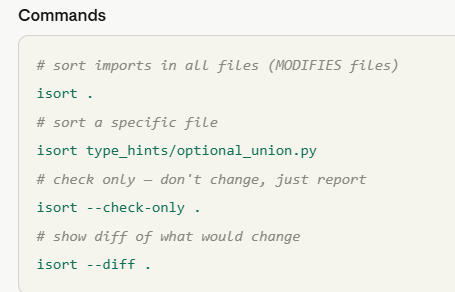 Commands
# sort imports in all files (MODIFIES files)
isort .
# sort a specific file
isort type_hints/optional_union.py
# check only — don't change, just report
isort --check-only .
# show diff of what would change
isort --diff .